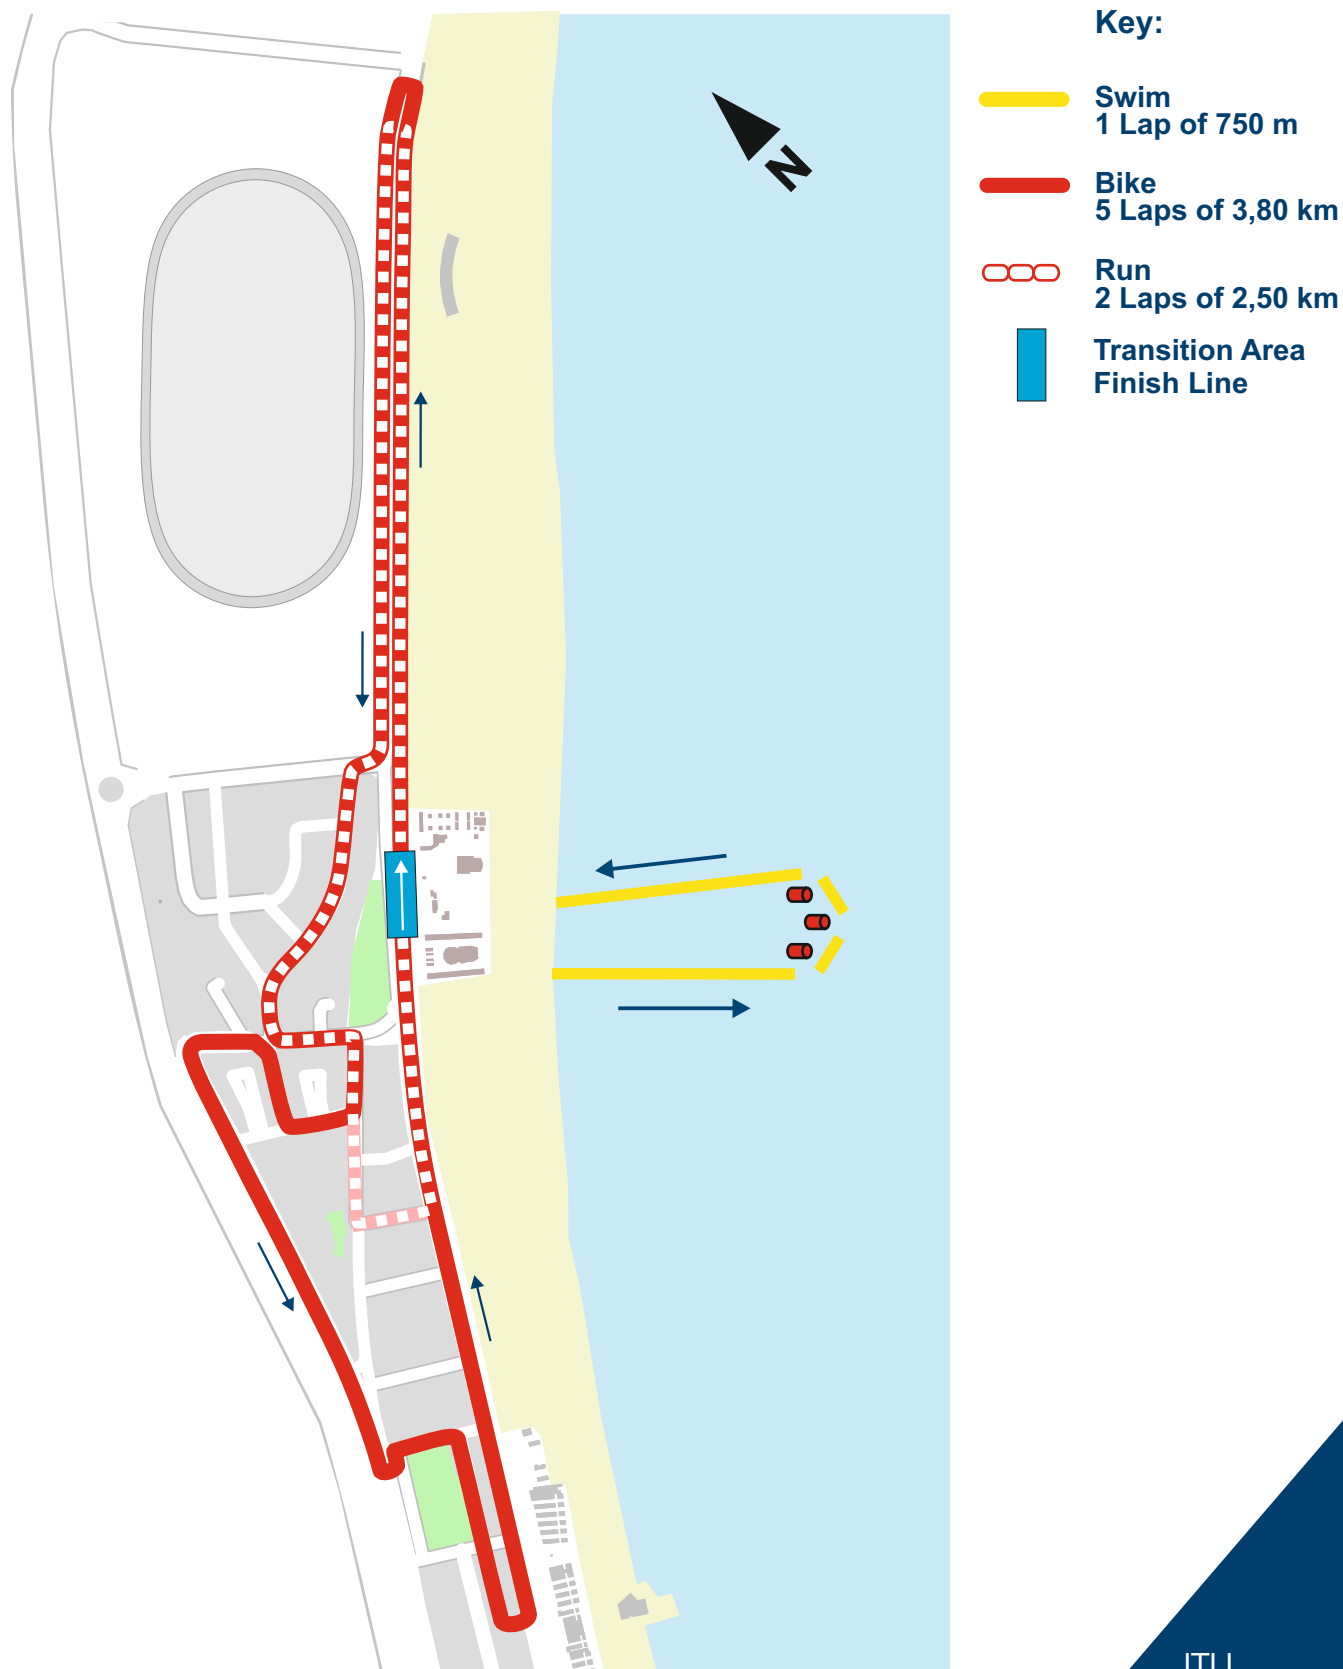 Key:
Swim
1 Lap of 750 m
Bike
5 Laps of 3,80 km
Run
2 Laps of 2,50 km
Transition Area
Finish Line
N
ITU